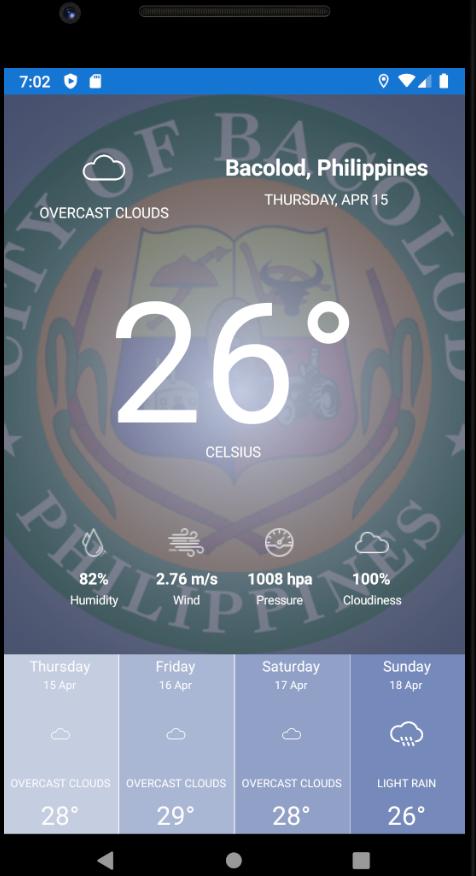 7:02
CITY OF BACOLOD
Bacolod, Philippines
OVERCAST CLOUDS
THURSDAY, APR 15
26°
CELSIUS
82%
2.76 m/s
1008 hpa
100%
Humidity
Wind
Pressure
Cloudiness
PHILIPPINES
Thursday
Friday
Saturday
Sunday
15 Apr
16 Apr
17 Apr
18 Apr
OVERCAST CLOUDS
OVERCAST CLOUDS
OVERCAST CLOUDS
LIGHT RAIN
28°
29°
28°
26°